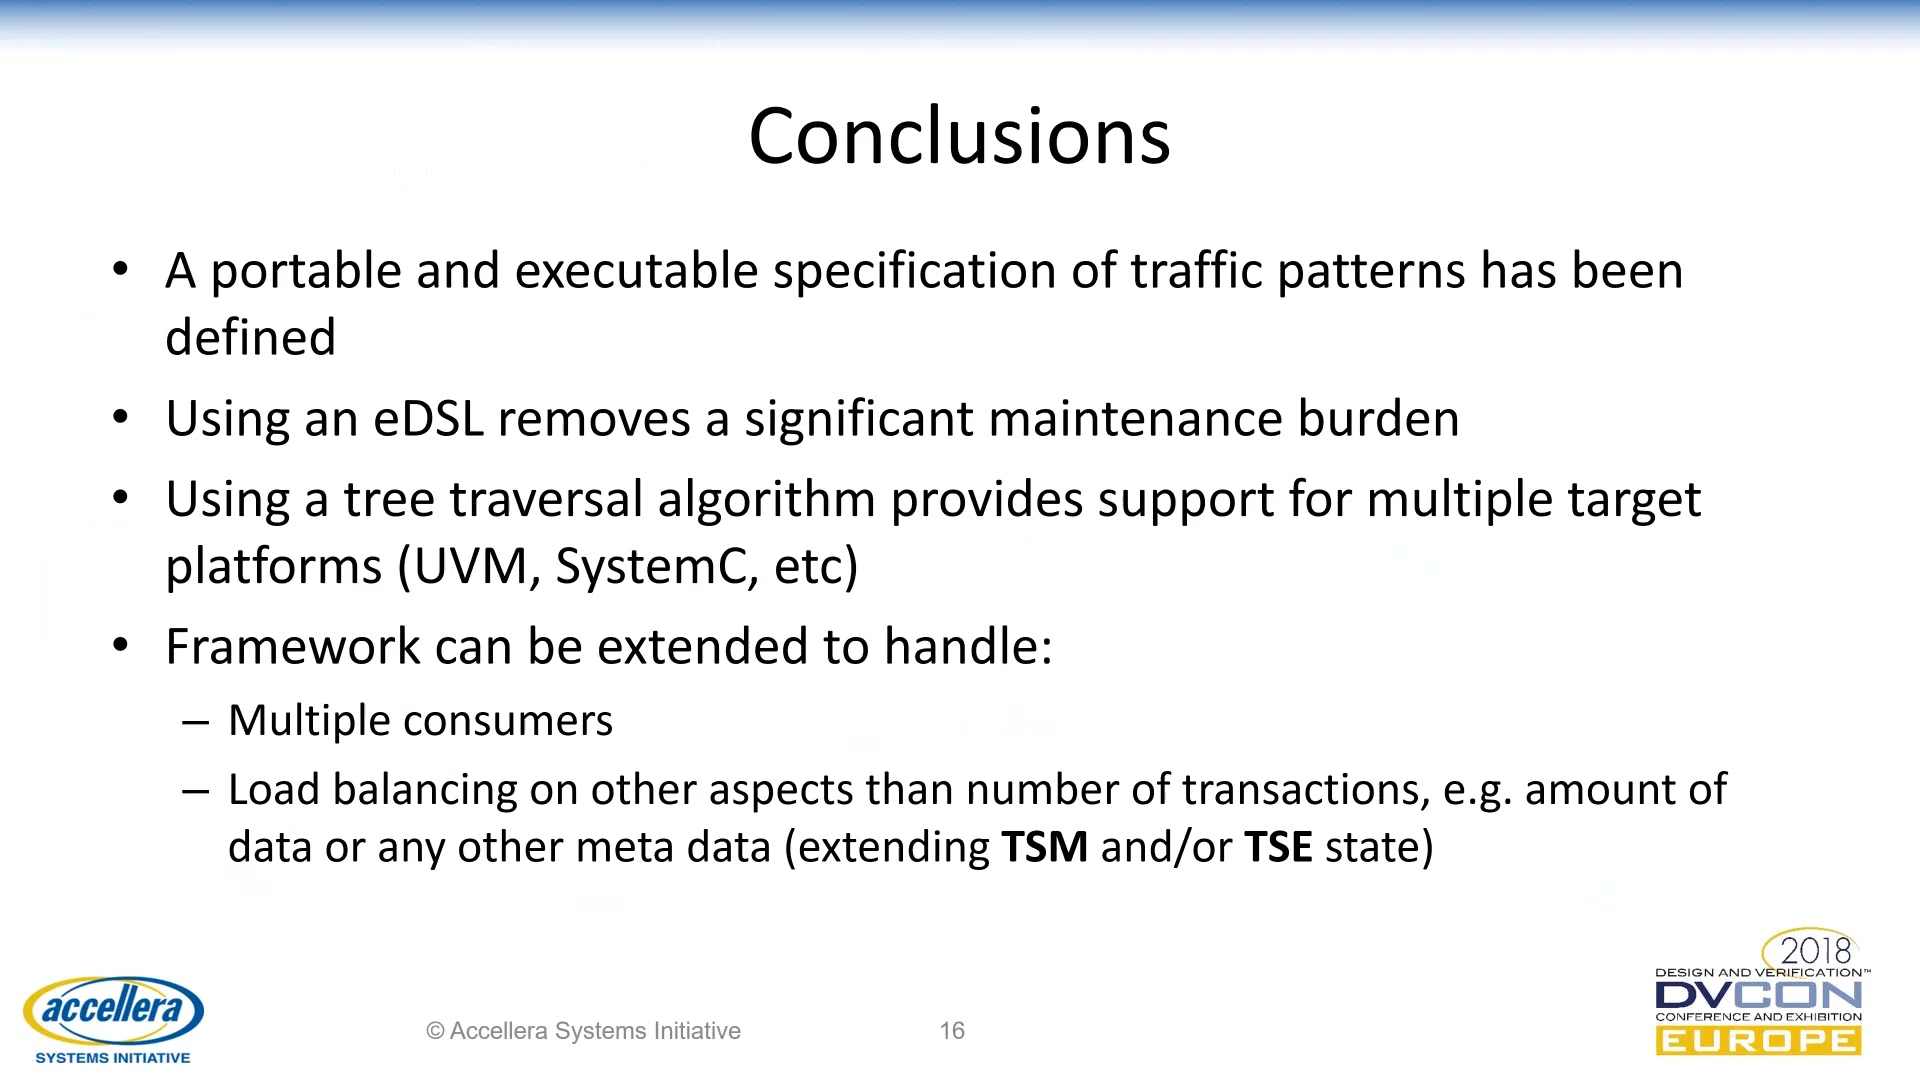 Conclusions
• A portable and executable specification of traffic patterns has been
defined
• Using an eDSL removes a significant maintenance burden
• Using a tree traversal algorithm provides support for multiple target
platforms (UVM, SystemC, etc)
• Framework can be extended to handle:
– Multiple consumers
– Load balancing on other aspects than number of transactions, e.g. amount of
data or any other meta data (extending TSM and/or TSE state)
accellera
SYSTEMS INITIATIVE
© Accellera Systems Initiative
16
2018
DESIGN AND VERIFICATION™
DVCON
CONFERENCE AND EXHIBITION
EUROPE